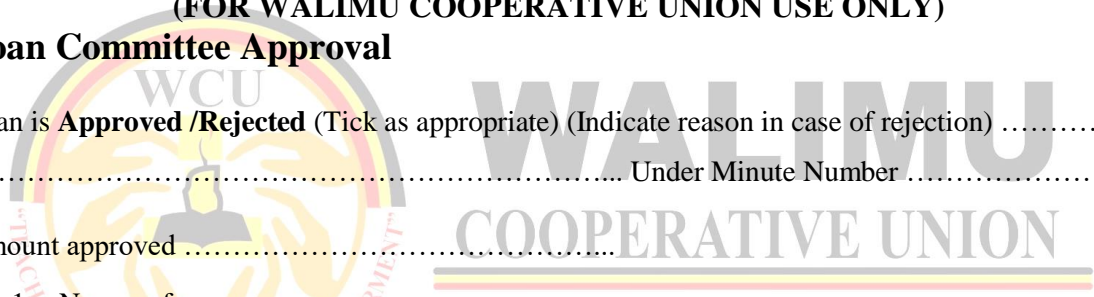 (FOR WALIMU COOPERATIVE UNION USE ONLY)
oan Committee Approval
WCU
WALIMU
an is Approved /Rejected (Tick as appropriate) (Indicate reason in case of rejection) ……….
……………………………………………………... Under Minute Number ………………
COOPERATIVE UNION
nount approved ……………………………………...